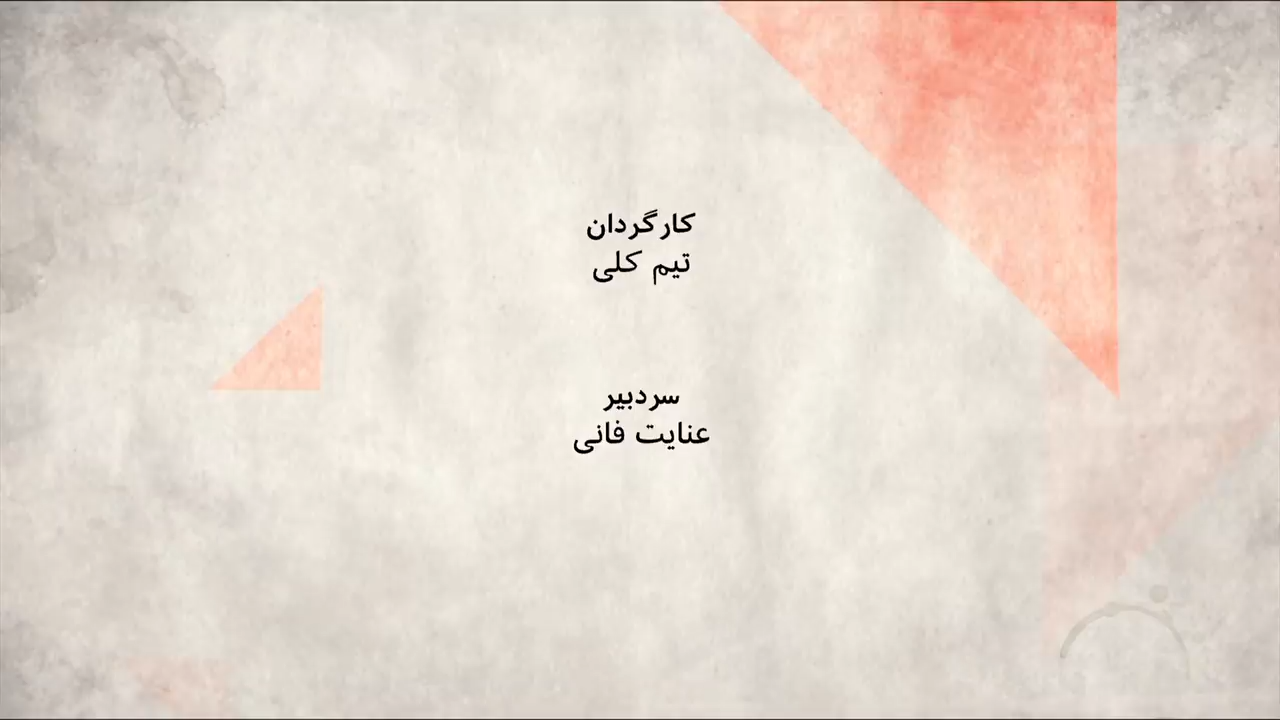 کارگردان
تیم کلی
سردبیر
عنایت فانی